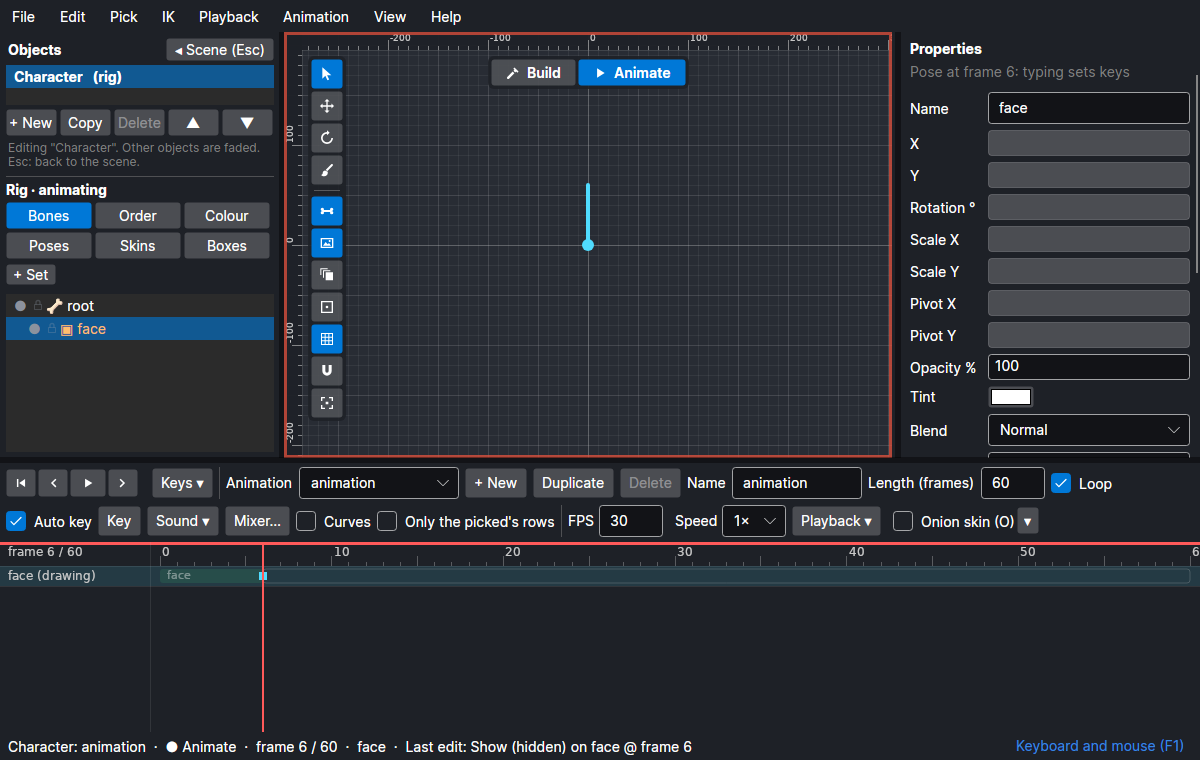 File Edit Pick IK Playback Animation View Help
Objects
◂ Scene (Esc)
Character (rig)
+ New Copy Delete ▲ ▼
Editing "Character". Other objects are faded.
Esc: back to the scene.
Rig · animating
Bones Order Colour
Poses Skins Boxes
+ Set
root
face
-200 -100 0 100 200
100
0
-100
-200
Build Animate
Properties
Pose at frame 6: typing sets keys
Name face
X
Y
Rotation °
Scale X
Scale Y
Pivot X
Pivot Y
Opacity % 100
Tint
Blend Normal
Keys ▾ Animation animation + New Duplicate Delete Name animation Length (frames) 60 Loop
Auto key Key Sound ▾ Mixer... Curves Only the picked's rows FPS 30 Speed 1× Playback ▾ Onion skin (O) ▾
frame 6 / 60 0 10 20 30 40 50 6
face (drawing) face
Character: animation · ● Animate · frame 6 / 60 · face · Last edit: Show (hidden) on face @ frame 6
Keyboard and mouse (F1)